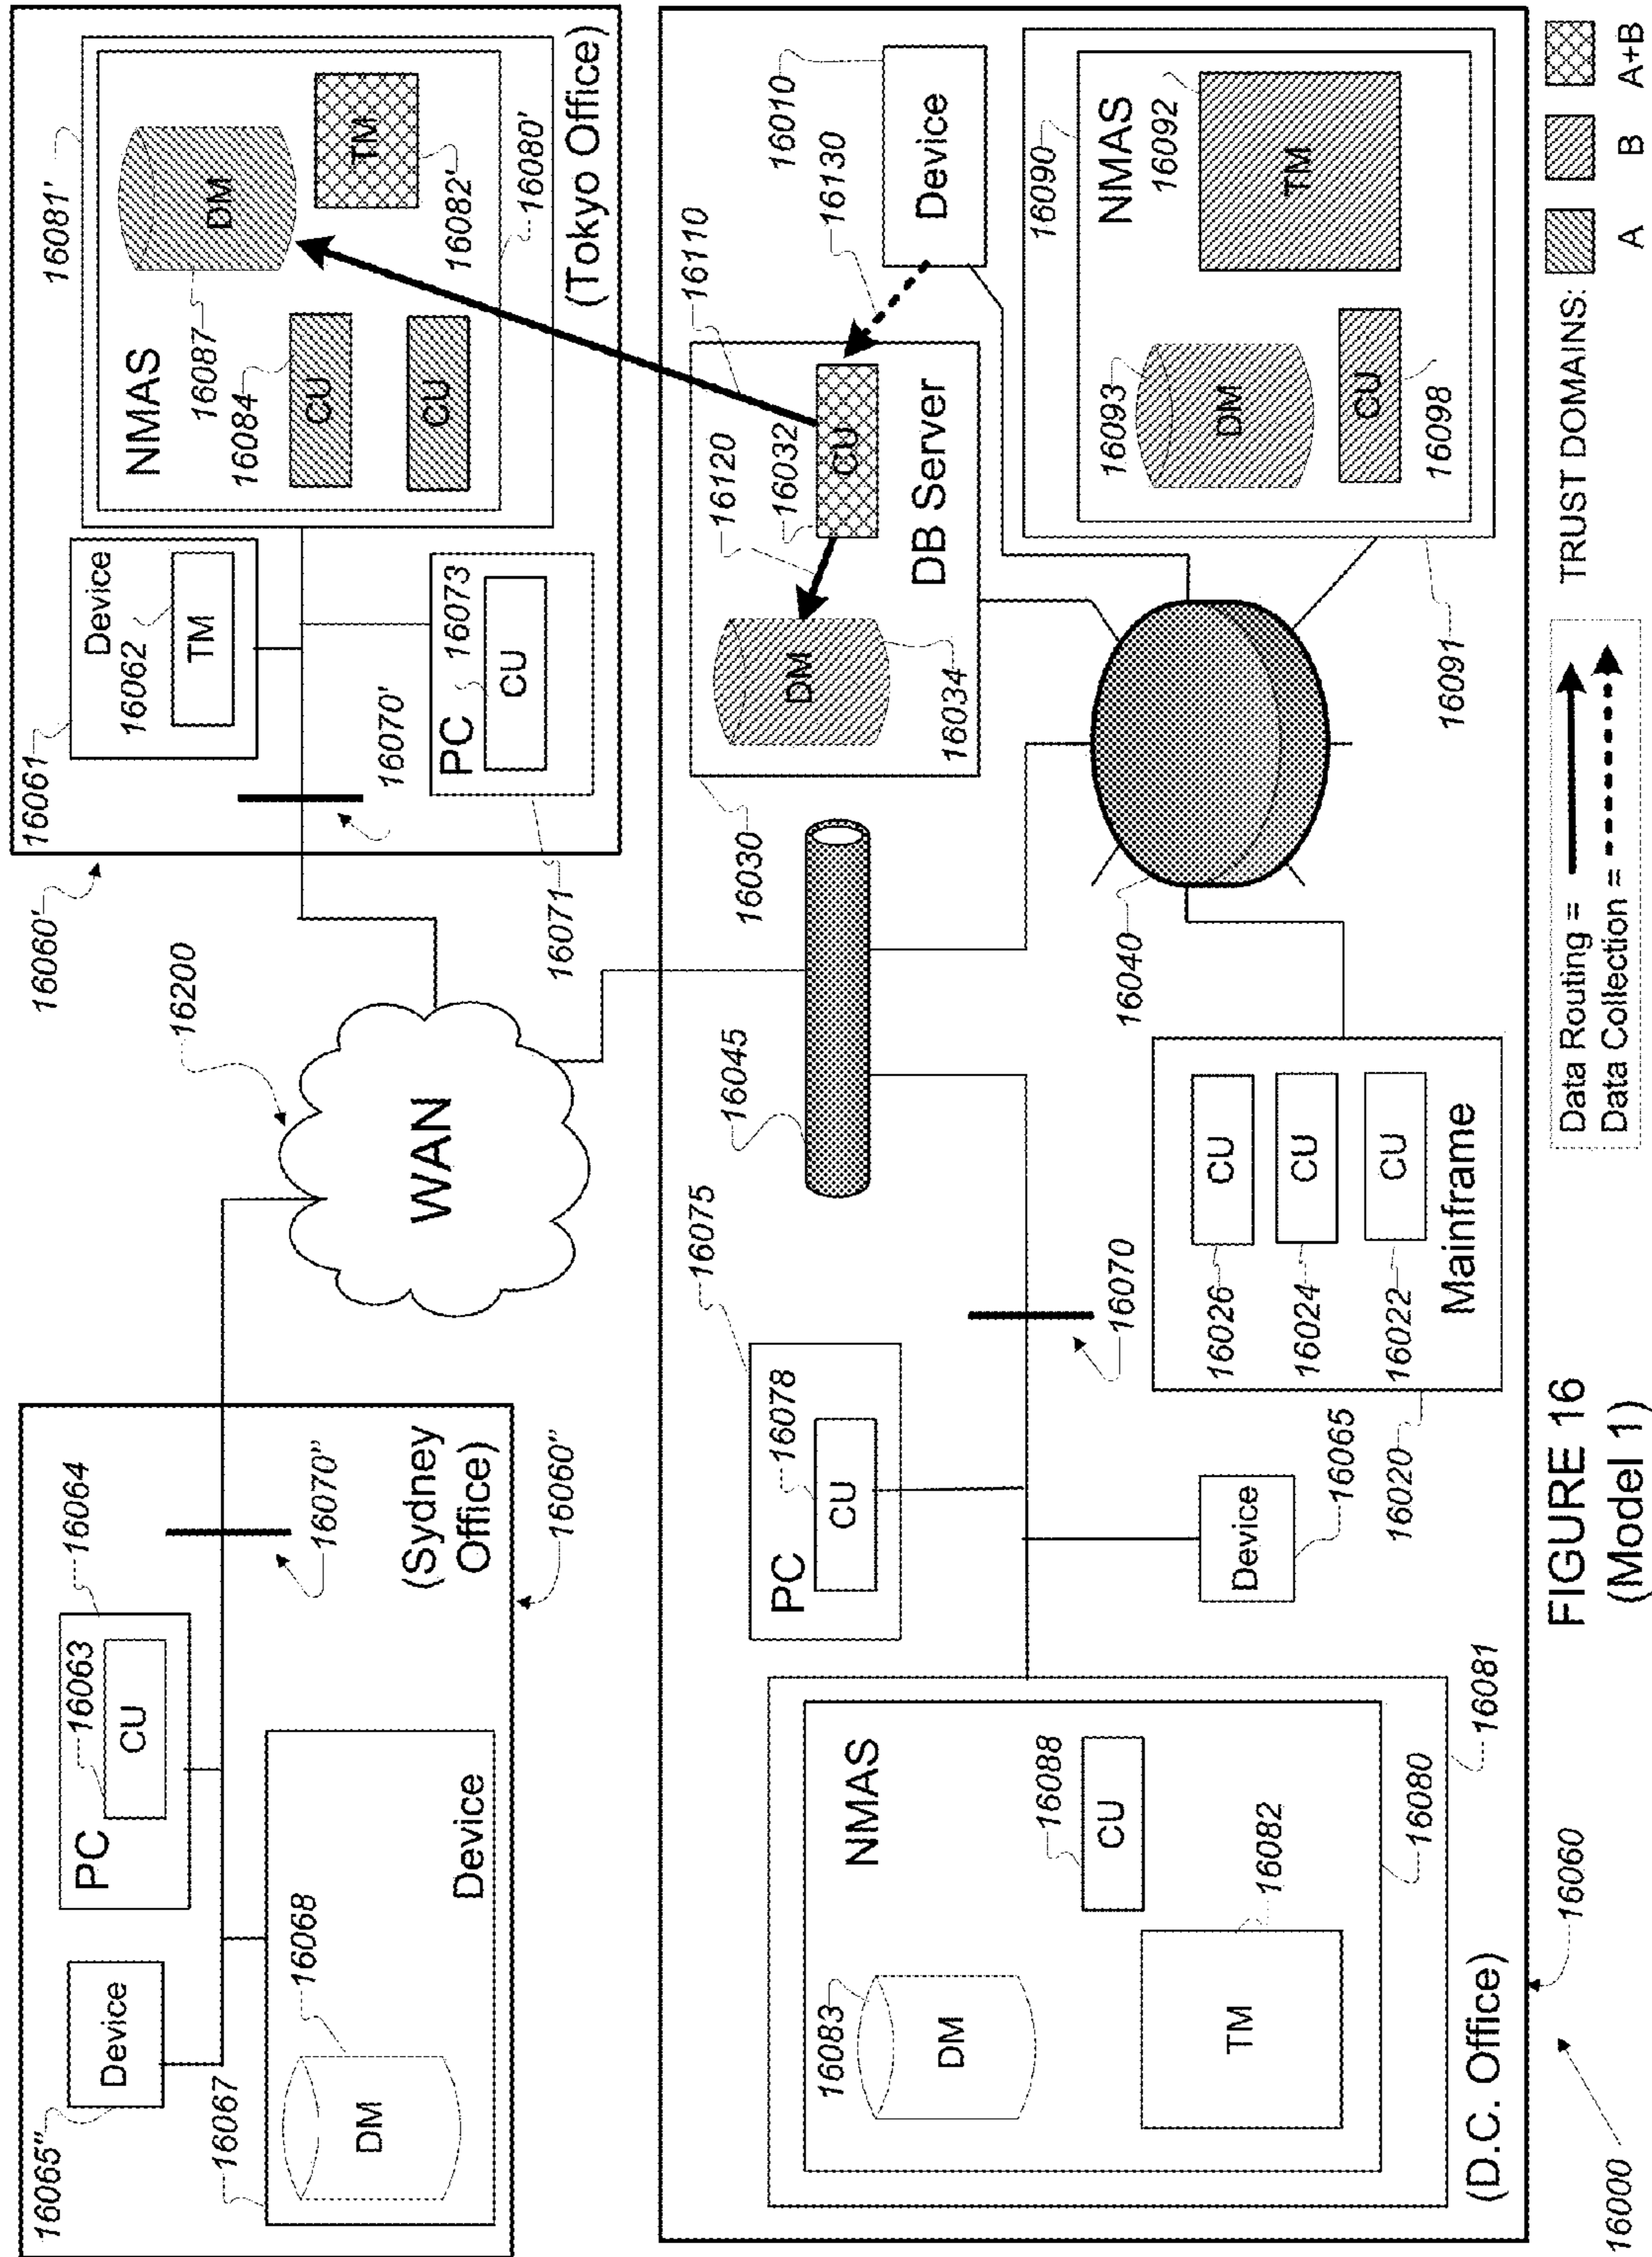 16065"
Device
16064
PC
16063
CU
16067
16068
DM
Device
16070"
(Sydney
Office)
16060"
16200
WAN
16060'
16061
Device
16062
TM
16070'
PC
16073
CU
16071
16081'
NMAS
16087
DM
16084
CU
CU
TM
16082'
16080'
(Tokyo Office)
16075
PC
16078
CU
16045
16030
16120
16032
16110
CU
DM
16034
DB Server
16010
Device
16130
NMAS
16083
DM
16088
CU
16082
TM
16080
16081
(D.C. Office)
16060
16000
16070
Device
16065
16020
16026
CU
16024
CU
16022
CU
Mainframe
16040
16091
16090
NMAS
16092
TM
16093
DM
CU
16098
FIGURE 16
(Model 1)
Data Routing =
Data Collection =
TRUST DOMAINS:
A
B
A+B